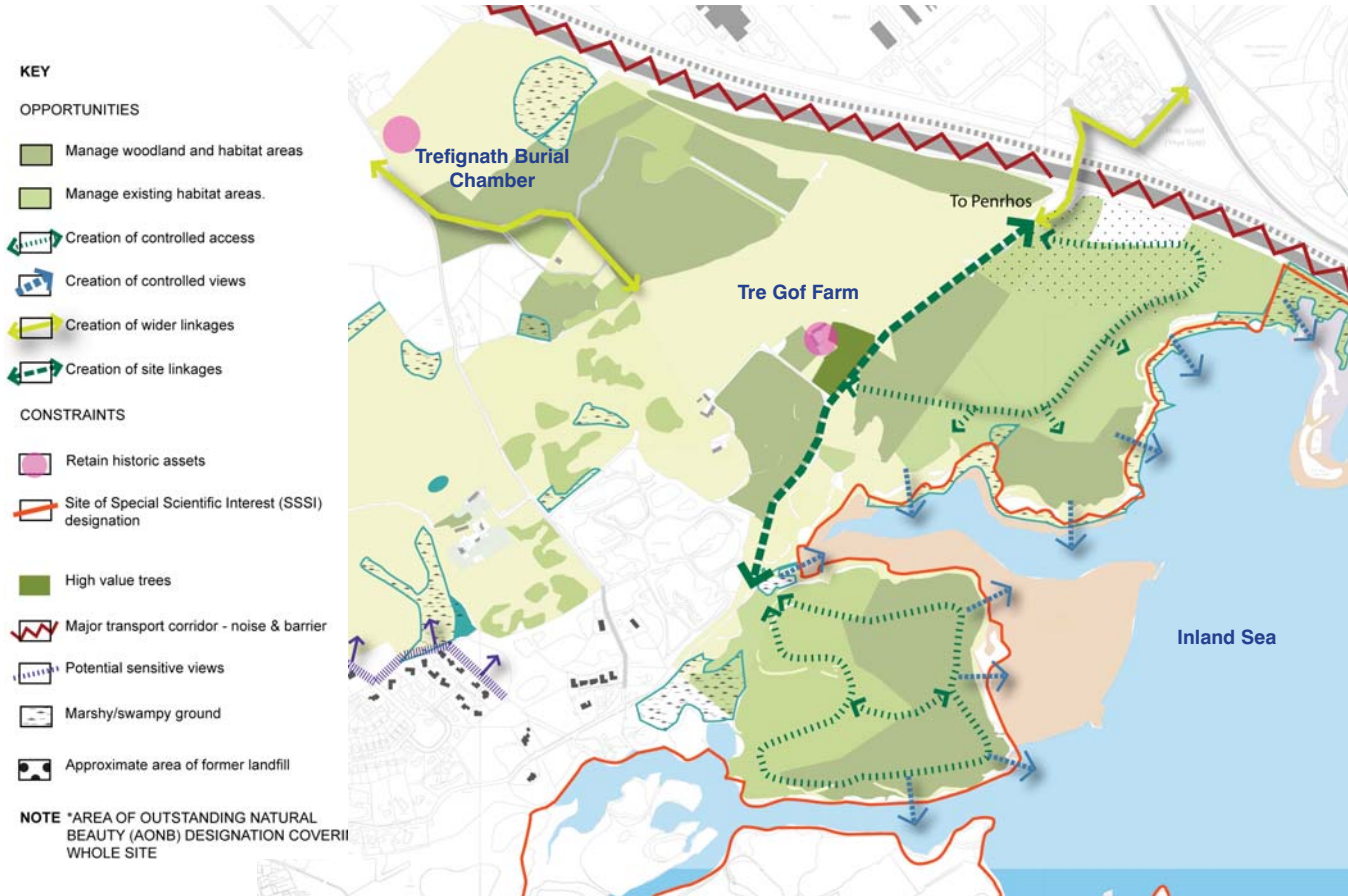 KEY
OPPORTUNITIES
Manage woodland and habitat areas
Manage existing habitat areas.
Creation of controlled access
Creation of controlled views
Creation of wider linkages
Creation of site linkages
CONSTRAINTS
Retain historic assets
Site of Special Scientific Interest (SSSI)
designation
High value trees
Major transport corridor - noise & barrier
Potential sensitive views
Marshy/swampy ground
Approximate area of former landfill
NOTE *AREA OF OUTSTANDING NATURAL
BEAUTY (AONB) DESIGNATION COVERI
WHOLE SITE
Trefignath Burial
Chamber
To Penrhos
Tre Gof Farm
Inland Sea
Works